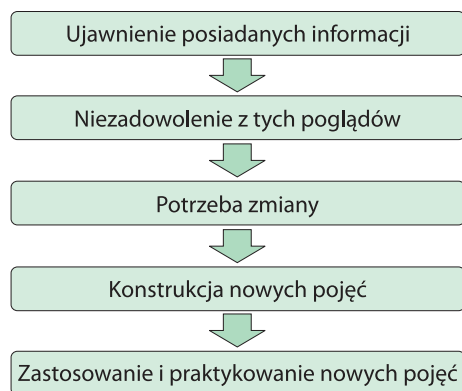 Ujawnienie posiadanych informacji
Niezadowolenie z tych poglądów
Potrzeba zmiany
Konstrukcja nowych pojęć
Zastosowanie i praktykowanie nowych pojęć